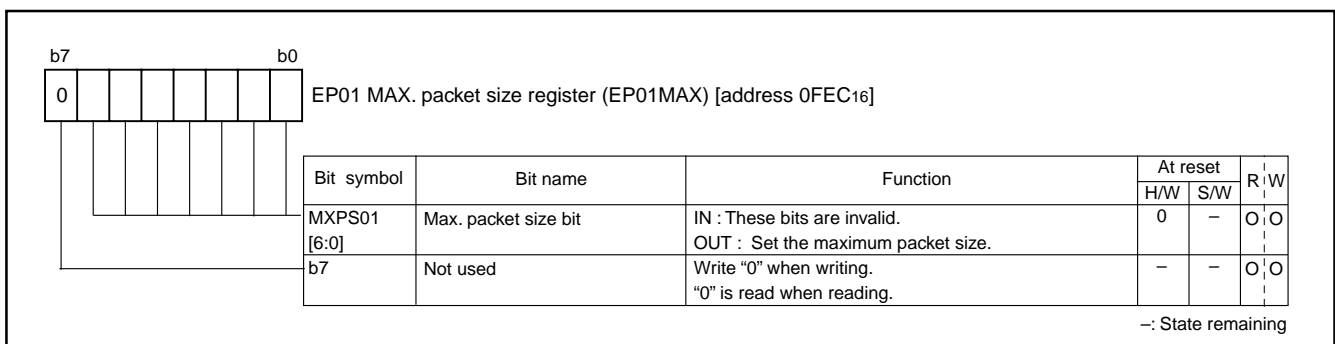 b7 b0
0 EP01 MAX. packet size register (EP01MAX) [address 0FEC16]
Bit symbol Bit name Function At reset R W
H/W S/W
MXPS01 Max. packet size bit IN : These bits are invalid. 0 – O O
[6:0] OUT : Set the maximum packet size.
b7 Not used Write “0” when writing. – – O O
“0” is read when reading.
–: State remaining